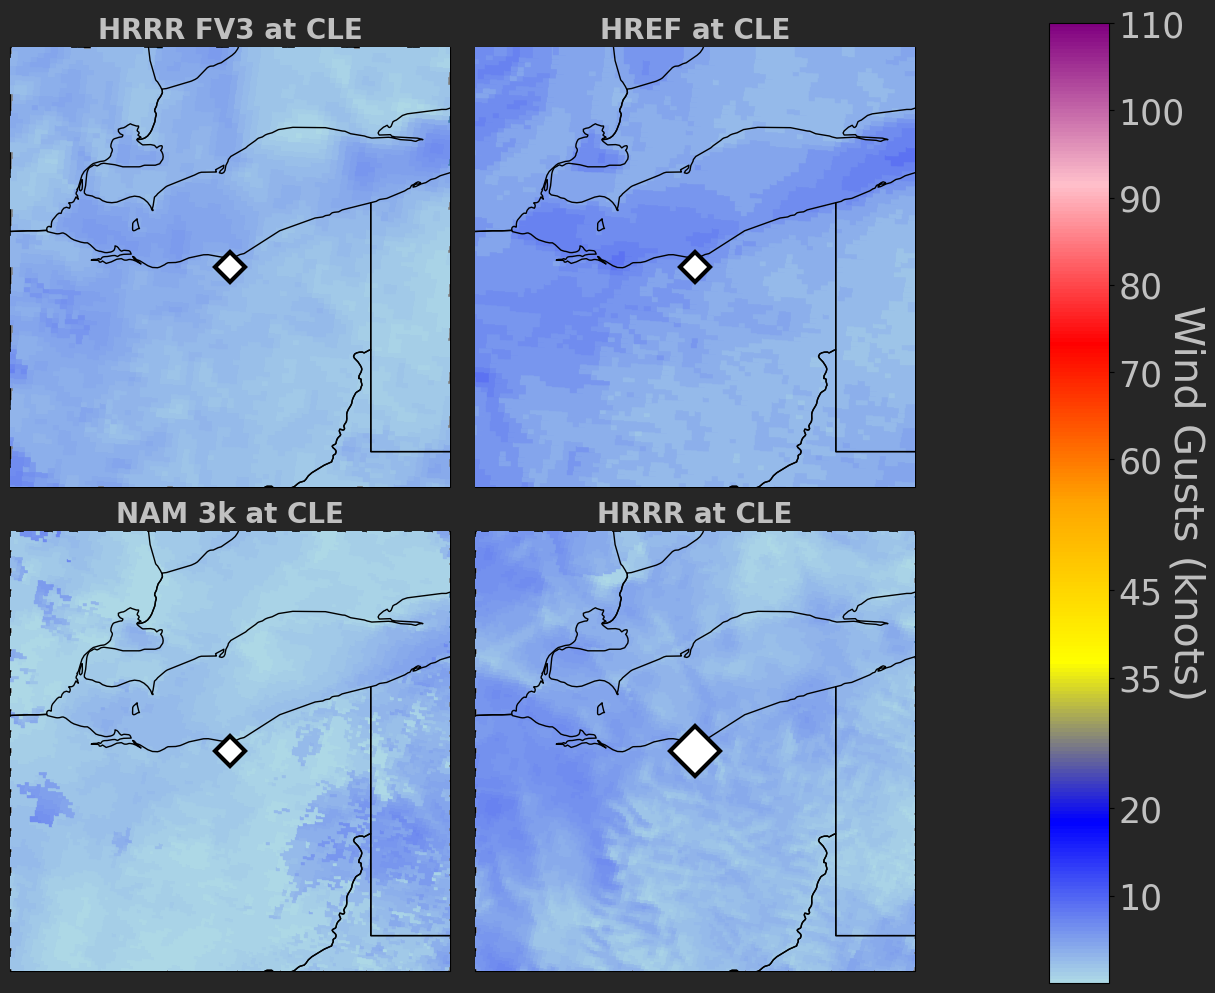 HRRR FV3 at CLE
HREF at CLE
NAM 3k at CLE
HRRR at CLE
110
100
90
80
70
60
45
35
20
10
Wind Gusts (knots)